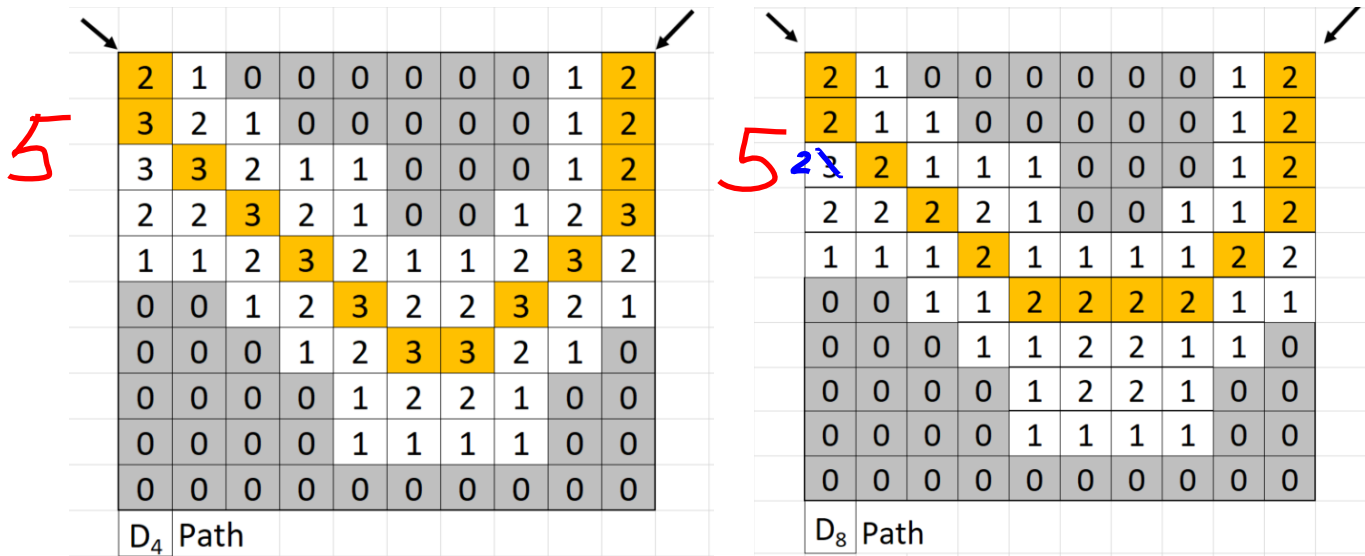 2 1 0 0 0 0 0 0 1 2
3 2 1 0 0 0 0 0 1 2
5
3 3 2 1 1 0 0 0 1 2
2 2 3 2 1 0 0 1 2 3
1 1 2 3 2 1 1 2 3 2
0 0 1 2 3 2 2 3 2 1
0 0 0 1 2 3 3 2 1 0
0 0 0 0 1 2 2 1 0 0
0 0 0 0 1 1 1 1 0 0
0 0 0 0 0 0 0 0 0 0
D₄ Path
2 1 0 0 0 0 0 0 1 2
2 1 1 0 0 0 0 0 1 2
5
2 3 2 1 1 1 0 0 0 1 2
2 2 2 2 1 0 0 1 1 2
1 1 1 2 1 1 1 1 2 2
0 0 1 1 2 2 2 2 1 1
0 0 0 1 1 2 2 1 1 0
0 0 0 0 1 2 2 1 0 0
0 0 0 0 1 1 1 1 0 0
0 0 0 0 0 0 0 0 0 0
D₈ Path